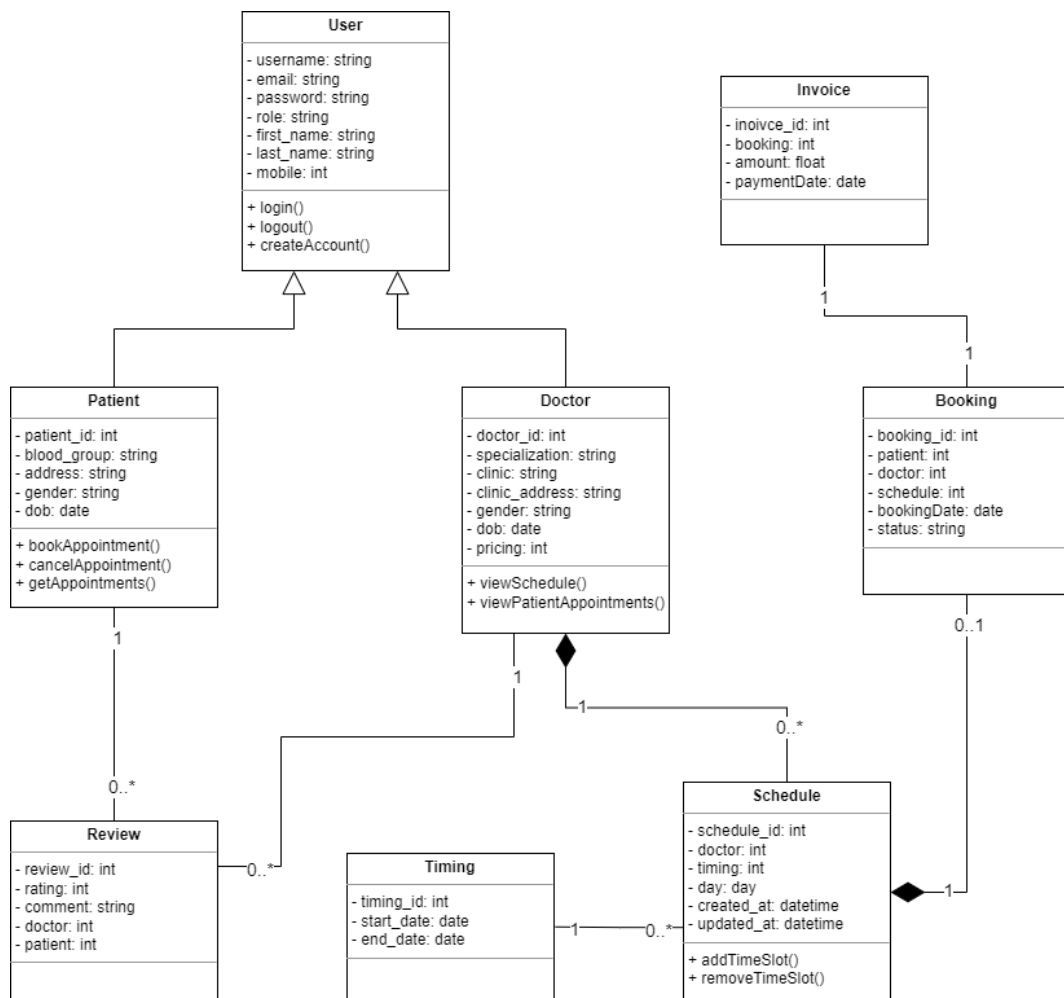 User
- username: string
- email: string
- password: string
- role: string
- first_name: string
- last_name: string
- mobile: int
+ login()
+ logout()
+ createAccount()
Invoice
- inoivce_id: int
- booking: int
- amount: float
- paymentDate: date
1
1
Patient
- patient_id: int
- blood_group: string
- address: string
- gender: string
- dob: date
+ bookAppointment()
+ cancelAppointment()
+ getAppointments()
Doctor
- doctor_id: int
- specialization: string
- clinic: string
- clinic_address: string
- gender: string
- dob: date
- pricing: int
+ viewSchedule()
+ viewPatientAppointments()
Booking
- booking_id: int
- patient: int
- doctor: int
- schedule: int
- bookingDate: date
- status: string
1
0..*
1
0..*
1
0..*
0..1
1
Review
- review_id: int
- rating: int
- comment: string
- doctor: int
- patient: int
Timing
- timing_id: int
- start_date: date
- end_date: date
1
0..*
Schedule
- schedule_id: int
- doctor: int
- timing: int
- day: day
- created_at: datetime
- updated_at: datetime
+ addTimeSlot()
+ removeTimeSlot()